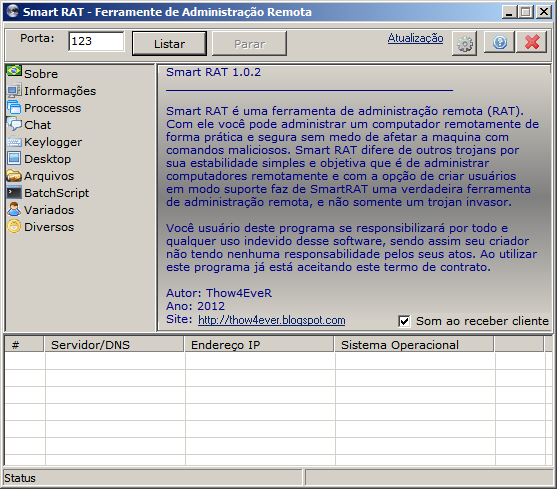 Smart RAT - Ferramente de Administração Remota
Porta: 123 Listar Parar Atualização
Sobre
Informações
Processos
Chat
Keylogger
Desktop
Arquivos
BatchScript
Variados
Diversos
Smart RAT 1.0.2
Smart RAT é uma ferramenta de administração remota (RAT).
Com ele você pode administrar um computador remotamente de
forma prática e segura sem medo de afetar a maquina com
comandos maliciosos. Smart RAT difere de outros trojans por
sua estabilidade simples e objetiva que é de administrar
computadores remotamente e com a opção de criar usuários
em modo suporte faz de SmartRAT uma verdadeira ferramenta
de administração remota, e não somente um trojan invasor.
Você usuário deste programa se responsibilizará por todo e
qualquer uso indevido desse software, sendo assim seu criador
não tendo nenhuma responsabilidade pelos seus atos. Ao utilizar
este programa já está aceitando este termo de contrato.
Autor: Thow4EveR
Ano: 2012
Site: http://thow4ever.blogspot.com
Som ao receber cliente
# Servidor/DNS Endereço IP Sistema Operacional
Status